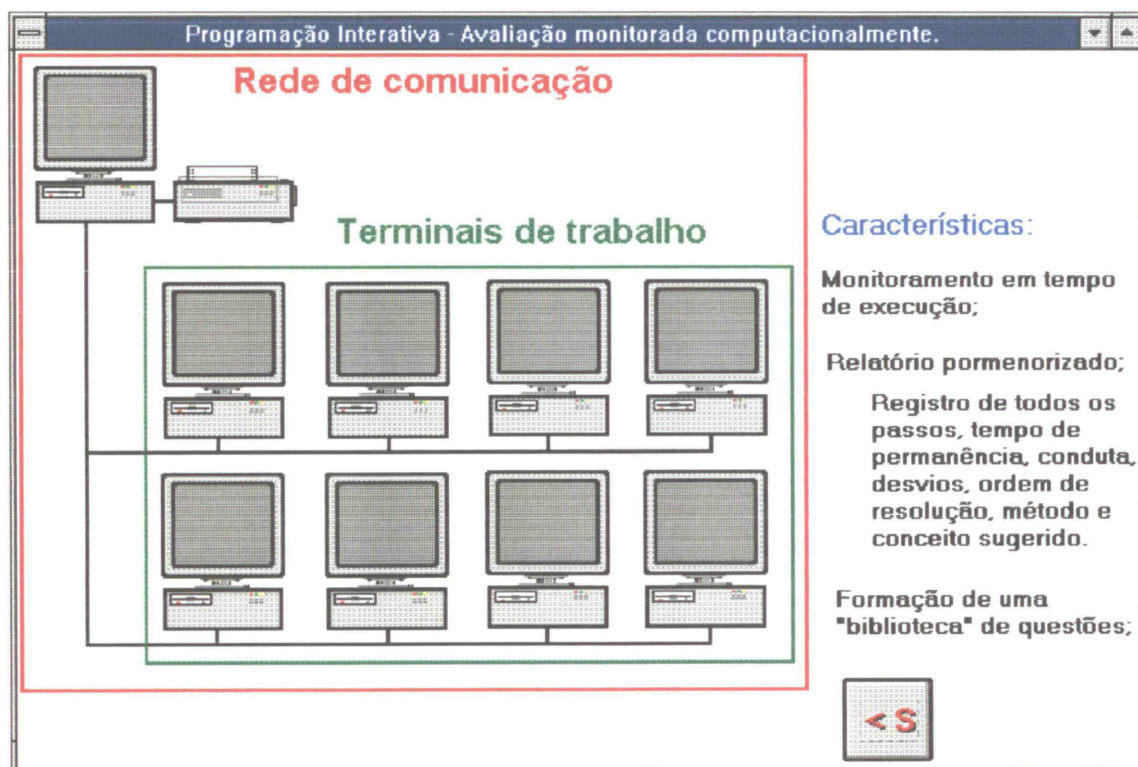 Programação Interativa - Avaliação monitorada computacionalmente.
Rede de comunicação
Terminais de trabalho
Características:
Monitoramento em tempo
de execução;
Relatório pormenorizado;
Registro de todos os
passos, tempo de
permanência, conduta,
desvios, ordem de
resolução, método e
conceito sugerido.
Formação de uma
"biblioteca" de questões;
< S